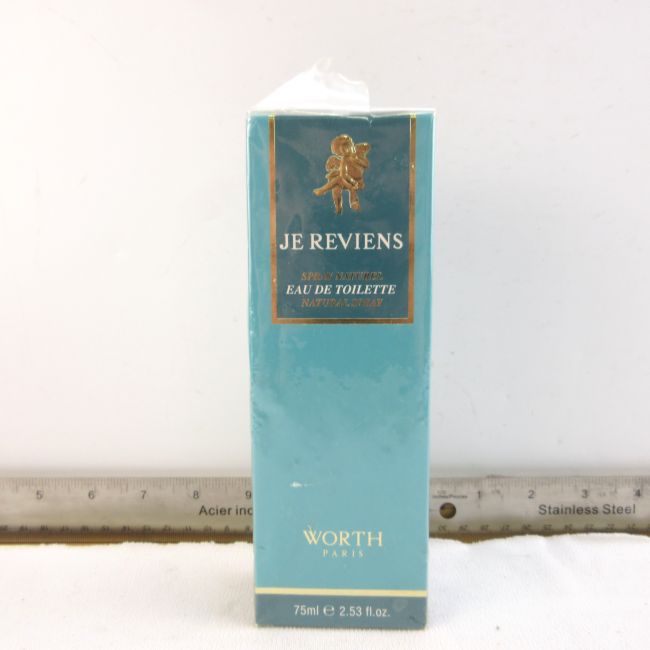 JE REVIENS
SPRAY NATUREL
EAU DE TOILETTE
NATURAL SPRAY
5 6 7 8 9
1 2 3 4
Acier
Stainless Steel
WORTH
PARIS
75ml ℮ 2.53 fl.oz.